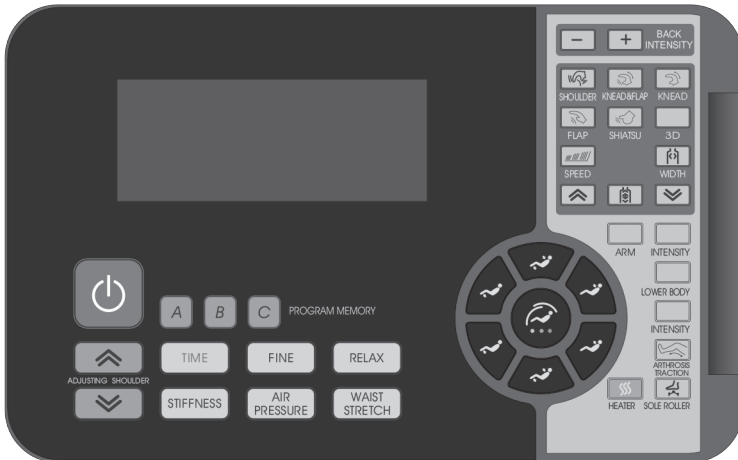 − + BACK
INTENSITY
SHOULDER KNEAD&FLAP KNEAD
FLAP SHIATSU 3D
SPEED WIDTH
ARM INTENSITY
LOWER BODY
INTENSITY
ARTHROSIS
TRACTION
HEATER SOLE ROLLER
A B C PROGRAM MEMORY
TIME FINE RELAX
ADJUSTING SHOULDER
STIFFNESS AIR
PRESSURE WAIST
STRETCH